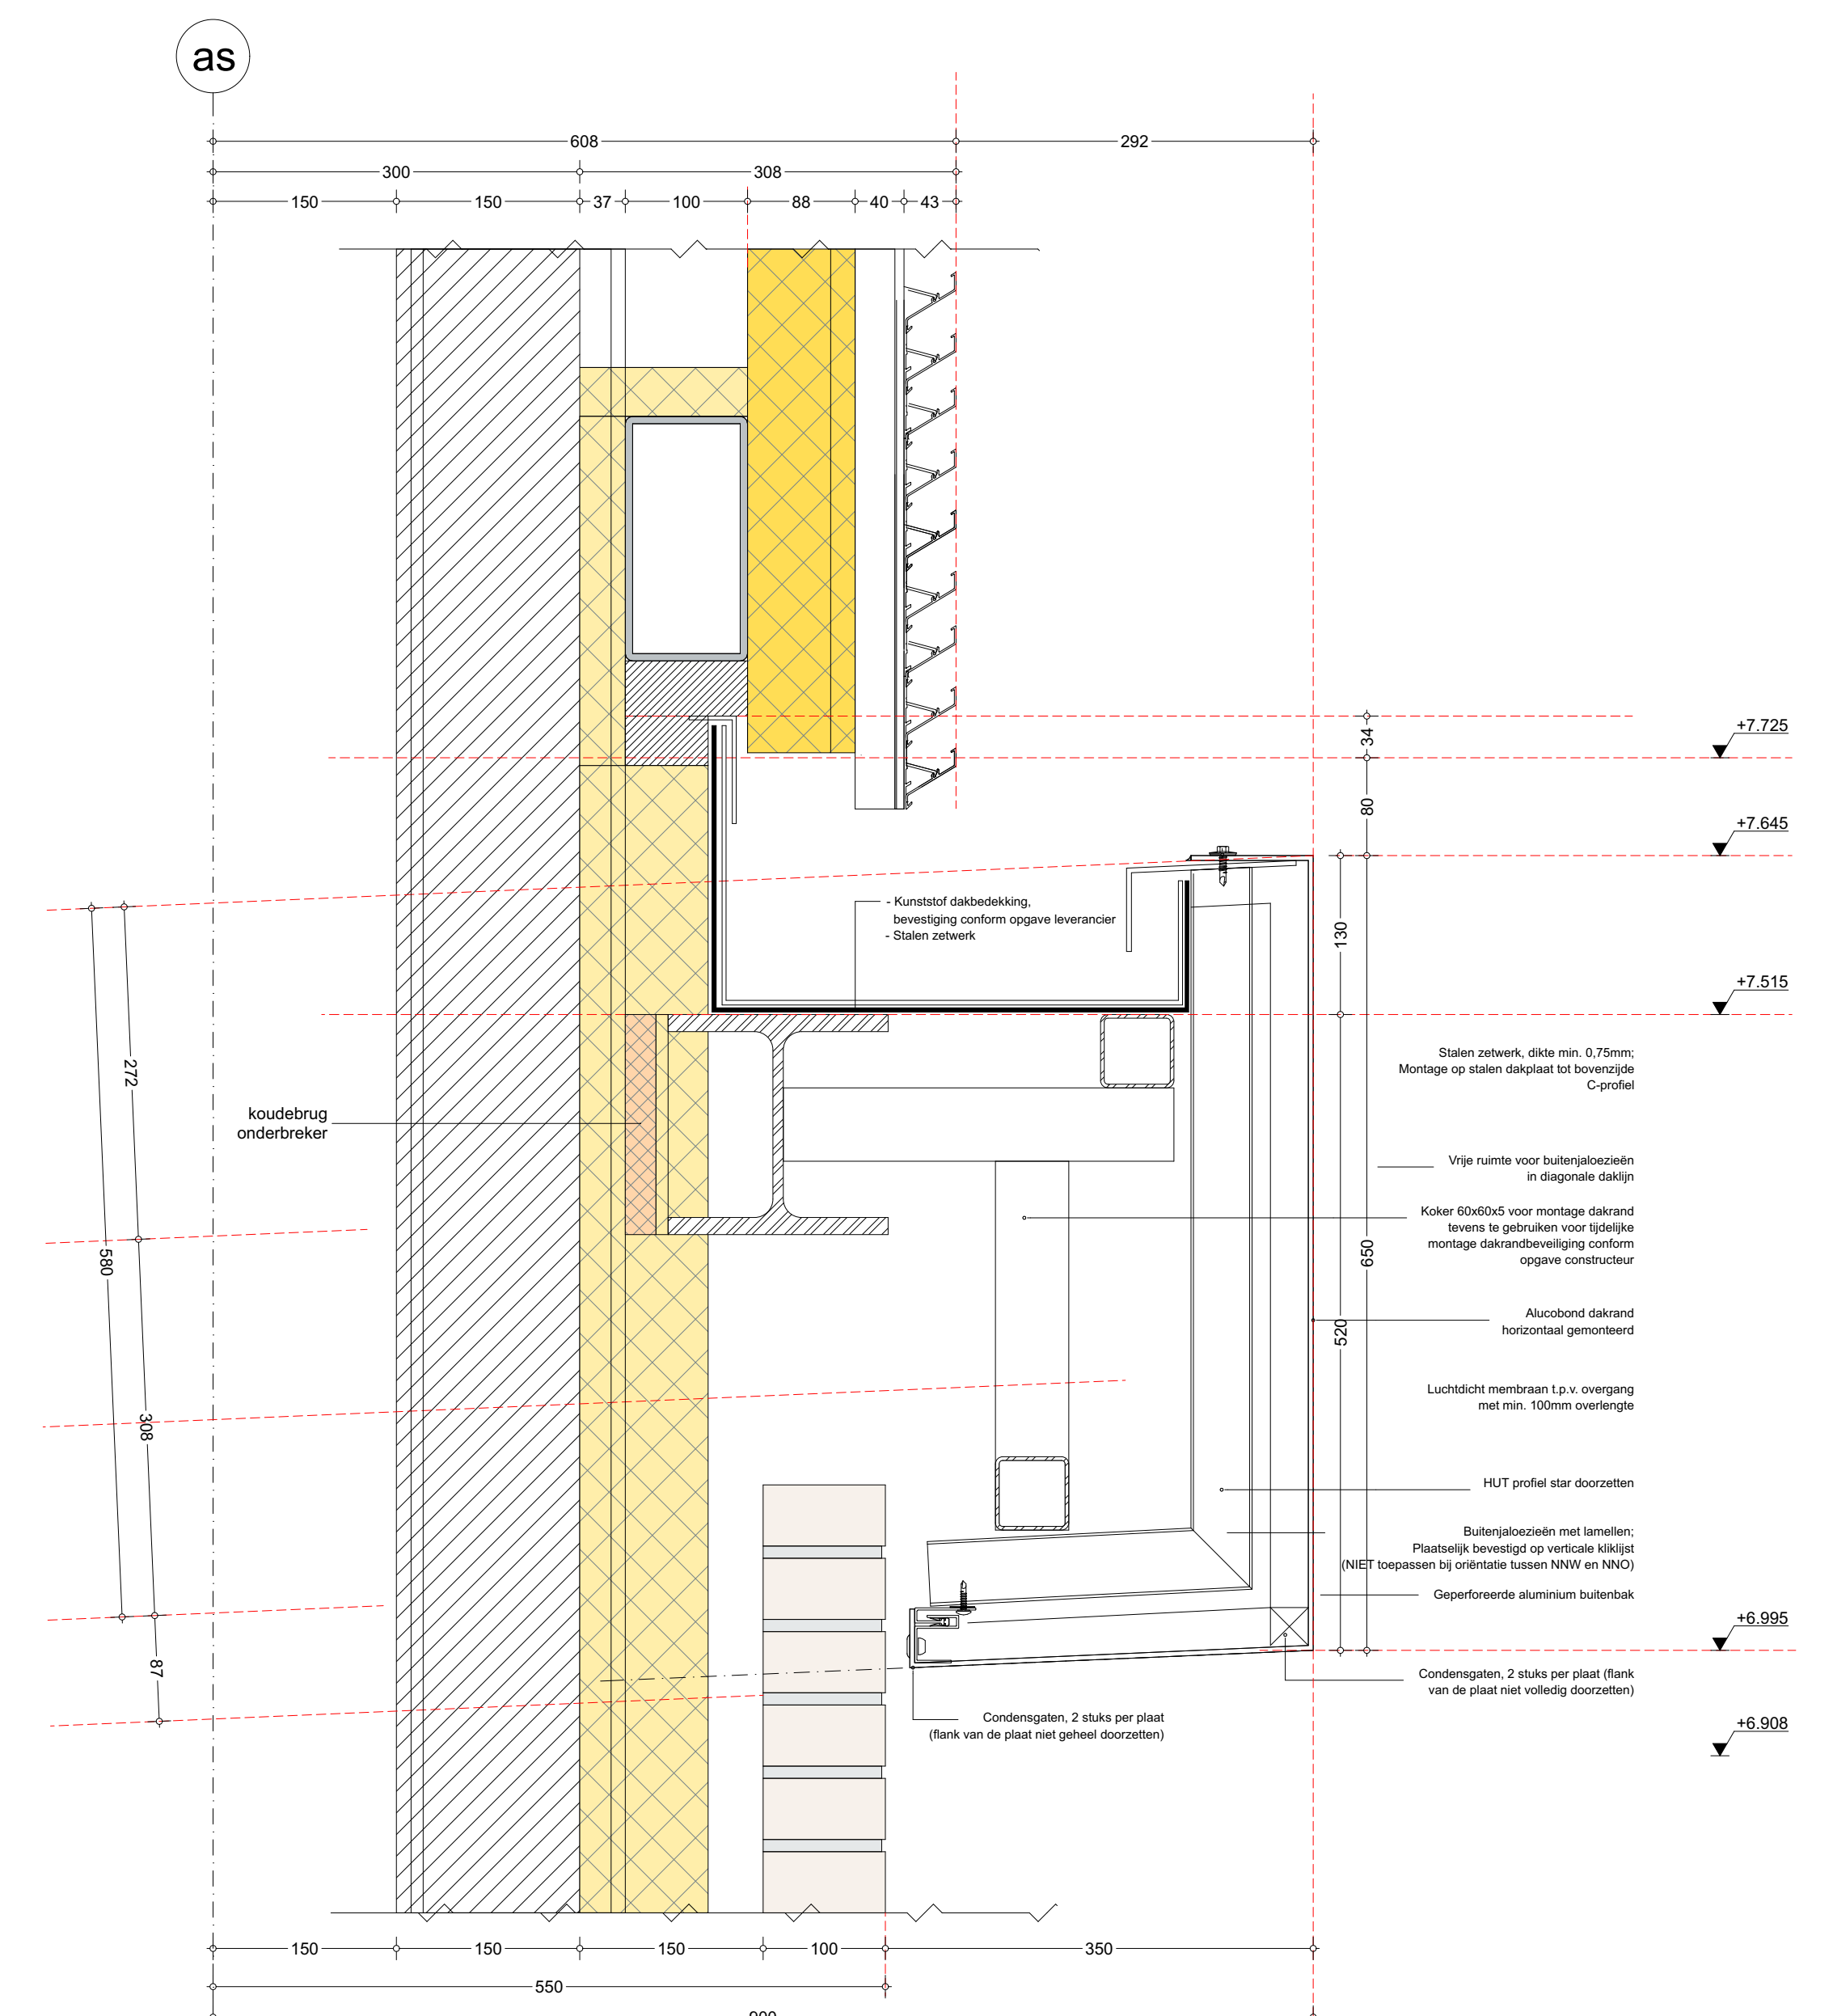 as
608
292
300
308
150
150
37
100
88
40
43
34
+7.725
80
+7.645
- Kunststof dakbedekking,
bevestiging conform opgave leverancier
- Stalen zetwerk
130
+7.515
272
Stalen zetwerk, dikte min. 0,75mm;
Montage op stalen dakplaat tot bovenzijde
C-profiel
koudebrug
onderbreker
Vrije ruimte voor buitenjaloezieën
in diagonale daklijn
Koker 60x60x5 voor montage dakrand
tevens te gebruiken voor tijdelijke
montage dakrandbeveiliging conform
opgave constructeur
580
650
Alucobond dakrand
horizontaal gemonteerd
520
308
Luchtdicht membraan t.p.v. overgang
met min. 100mm overlengte
HUT profiel star doorzetten
Buitenjaloezieën met lamellen;
Plaatselijk bevestigd op verticale kliklijst
(NIET toepassen bij oriëntatie tussen NNW en NNO)
Geperforeerde aluminium buitenbak
+6.995
87
Condensgaten, 2 stuks per plaat (flank
van de plaat niet volledig doorzetten)
Condensgaten, 2 stuks per plaat
(flank van de plaat niet geheel doorzetten)
+6.908
150
150
150
100
350
550
900